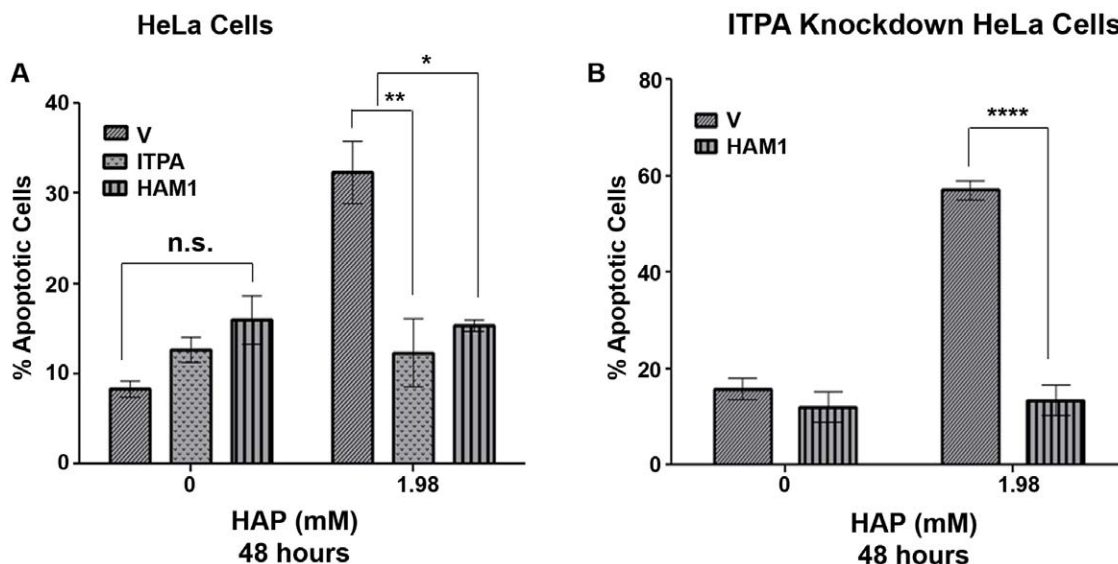 HeLa Cells
A
% Apoptotic Cells
40
30
20
10
0
V
ITPA
HAM1
n.s.
**
*
0
1.98
HAP (mM)
48 hours
ITPA Knockdown HeLa Cells
B
% Apoptotic Cells
80
60
40
20
0
V
HAM1
****
0
1.98
HAP (mM)
48 hours